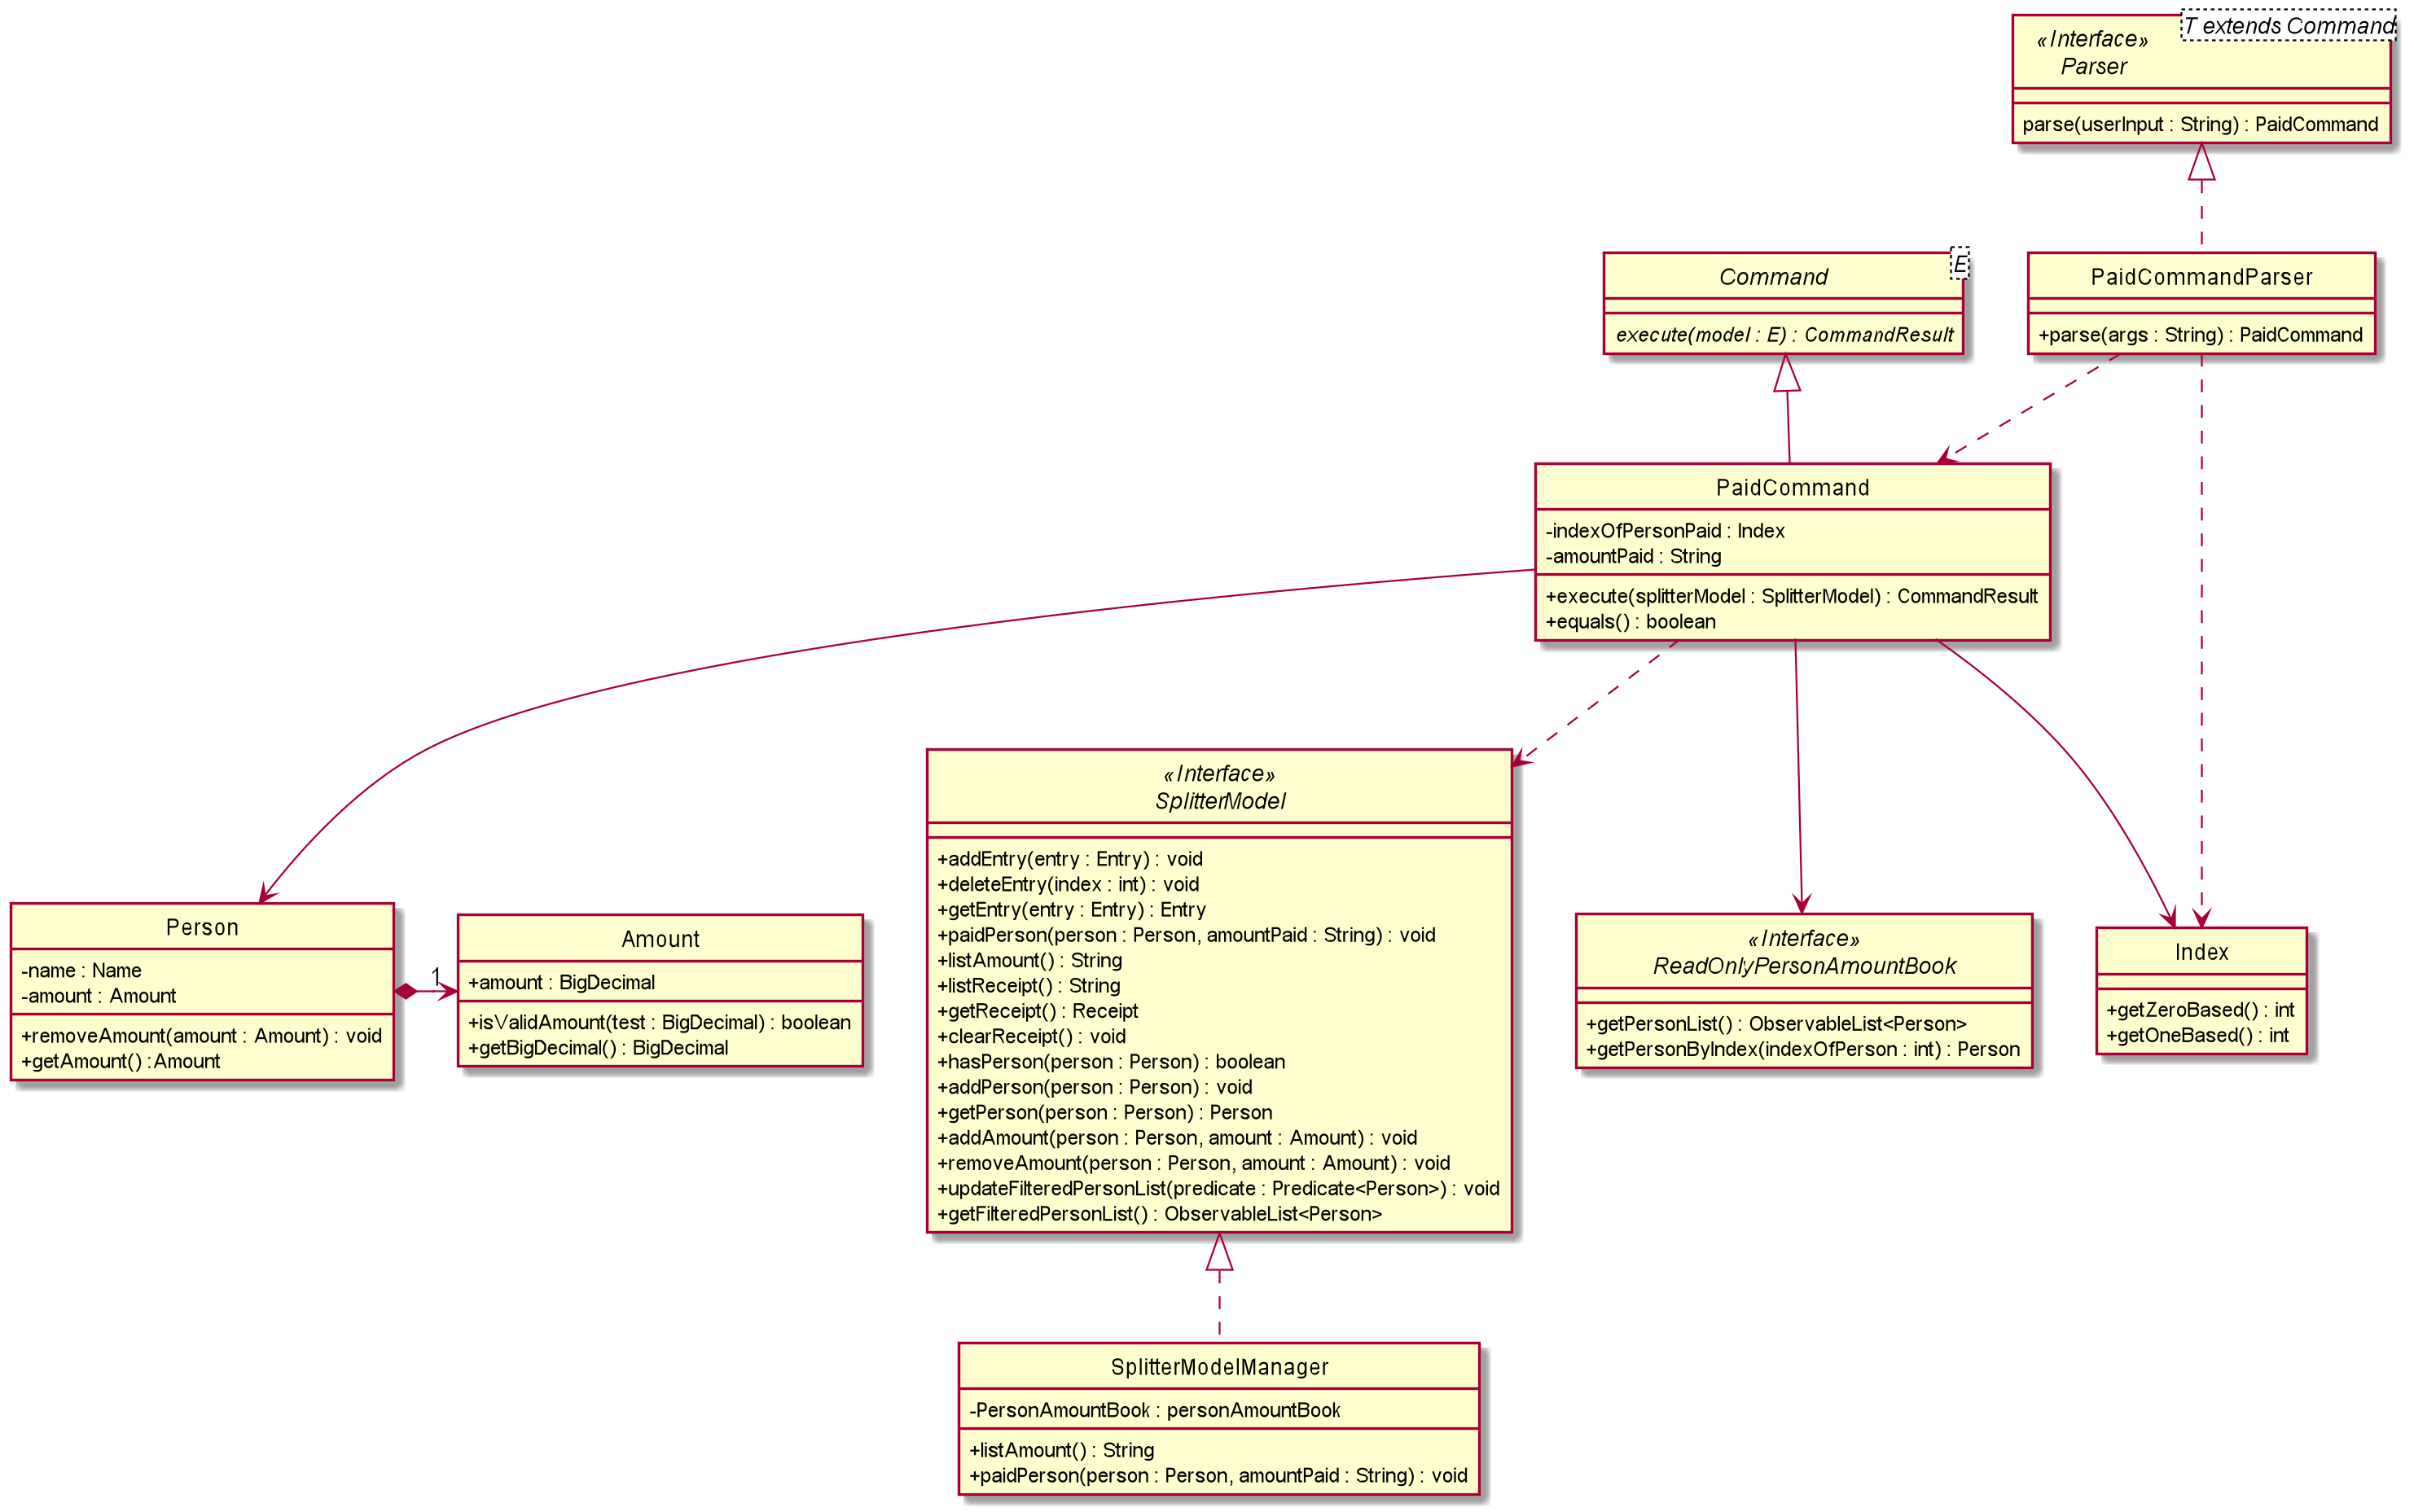 T extends Command
«Interface»
Parser
parse(userInput : String) : PaidCommand
E
Command
execute(model : E) : CommandResult
PaidCommandParser
+parse(args : String) : PaidCommand
PaidCommand
-indexOfPersonPaid : Index
-amountPaid : String
+execute(splitterModel : SplitterModel) : CommandResult
+equals() : boolean
Person
-name : Name
-amount : Amount
+removeAmount(amount : Amount) : void
+getAmount() :Amount
1
Amount
+amount : BigDecimal
+isValidAmount(test : BigDecimal) : boolean
+getBigDecimal() : BigDecimal
«Interface»
SplitterModel
+addEntry(entry : Entry) : void
+deleteEntry(index : int) : void
+getEntry(entry : Entry) : Entry
+paidPerson(person : Person, amountPaid : String) : void
+listAmount() : String
+listReceipt() : String
+getReceipt() : Receipt
+clearReceipt() : void
+hasPerson(person : Person) : boolean
+addPerson(person : Person) : void
+getPerson(person : Person) : Person
+addAmount(person : Person, amount : Amount) : void
+removeAmount(person : Person, amount : Amount) : void
+updateFilteredPersonList(predicate : Predicate<Person>) : void
+getFilteredPersonList() : ObservableList<Person>
«Interface»
ReadOnlyPersonAmountBook
+getPersonList() : ObservableList<Person>
+getPersonByIndex(indexOfPerson : int) : Person
Index
+getZeroBased() : int
+getOneBased() : int
SplitterModelManager
-PersonAmountBook : personAmountBook
+listAmount() : String
+paidPerson(person : Person, amountPaid : String) : void